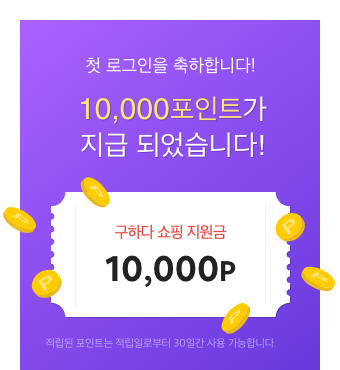 첫 로그인을 축하합니다!
10,000포인트가
지급 되었습니다!
구하다 쇼핑 지원금
10,000P
적립된 포인트는 적립일로부터 30일간 사용 가능합니다.